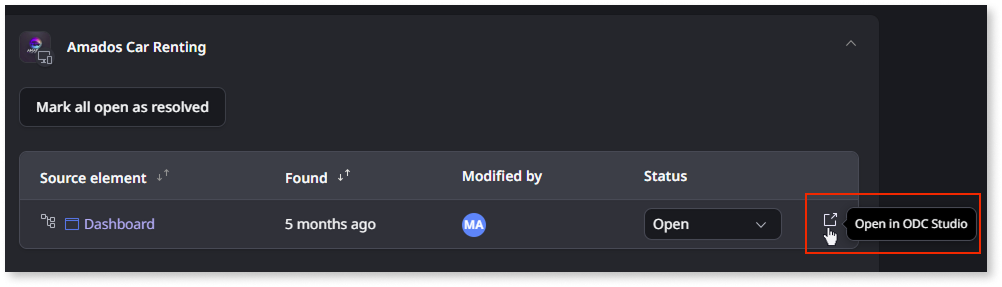 Amados Car Renting
Mark all open as resolved
Source element Found Modified by Status
Dashboard 5 months ago MA Open
Open in ODC Studio